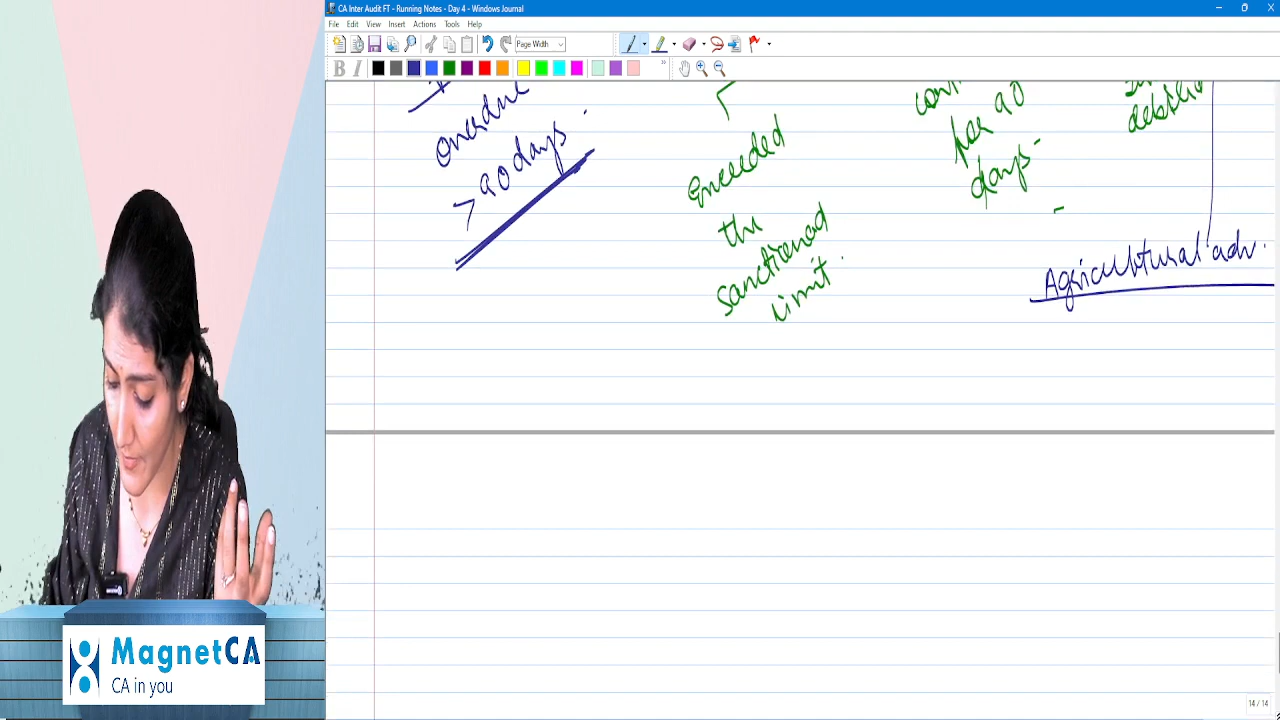 CA Inter Audit FT - Running Notes - Day 4 - Windows Journal
File Edit View Insert Actions Tools Help
Page Width
B I
overdue
> 90 days.
exceeded
the
sanctioned
limit
per 90
days-
Agricultural adv.
MagnetCA
CA in you
14 / 14